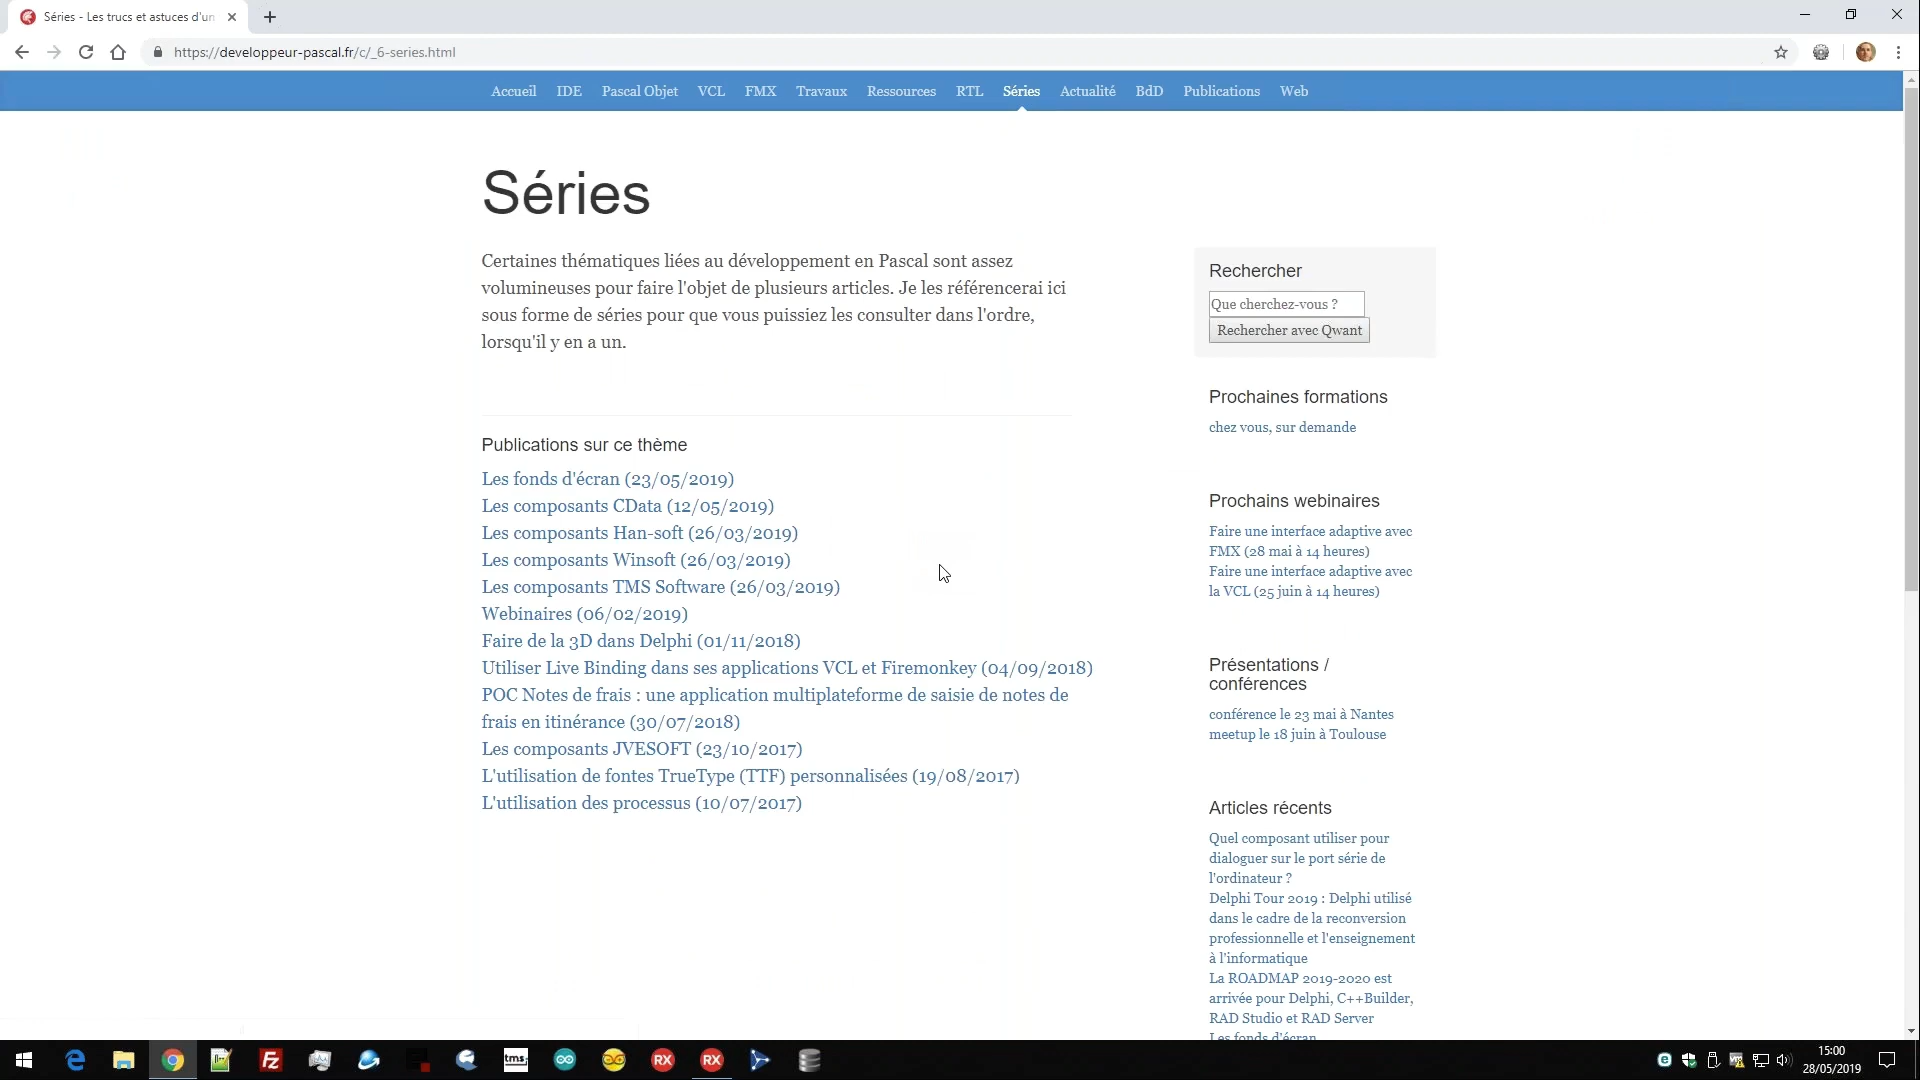 Séries - Les trucs et astuces d'un
https://developpeur-pascal.fr/c/_6-series.html
Accueil IDE Pascal Objet VCL FMX Travaux Ressources RTL Séries Actualité BdD Publications Web
Séries
Certaines thématiques liées au développement en Pascal sont assez
volumineuses pour faire l'objet de plusieurs articles. Je les référencerai ici
sous forme de séries pour que vous puissiez les consulter dans l'ordre,
lorsqu'il y en a un.
Publications sur ce thème
Les fonds d'écran (23/05/2019)
Les composants CData (12/05/2019)
Les composants Han-soft (26/03/2019)
Les composants Winsoft (26/03/2019)
Les composants TMS Software (26/03/2019)
Webinaires (06/02/2019)
Faire de la 3D dans Delphi (01/11/2018)
Utiliser Live Binding dans ses applications VCL et Firemonkey (04/09/2018)
POC Notes de frais : une application multiplateforme de saisie de notes de
frais en itinérance (30/07/2018)
Les composants JVESOFT (23/10/2017)
L'utilisation de fontes TrueType (TTF) personnalisées (19/08/2017)
L'utilisation des processus (10/07/2017)
Rechercher
Que cherchez-vous ?
Rechercher avec Qwant
Prochaines formations
chez vous, sur demande
Prochains webinaires
Faire une interface adaptive avec
FMX (28 mai à 14 heures)
Faire une interface adaptive avec
la VCL (25 juin à 14 heures)
Présentations /
conférences
conférence le 23 mai à Nantes
meetup le 18 juin à Toulouse
Articles récents
Quel composant utiliser pour
dialoguer sur le port série de
l'ordinateur ?
Delphi Tour 2019 : Delphi utilisé
dans le cadre de la reconversion
professionnelle et l'enseignement
à l'informatique
La ROADMAP 2019-2020 est
arrivée pour Delphi, C++Builder,
RAD Studio et RAD Server
Les fonds d'écran
tms
RX
RX
15:00
28/05/2019